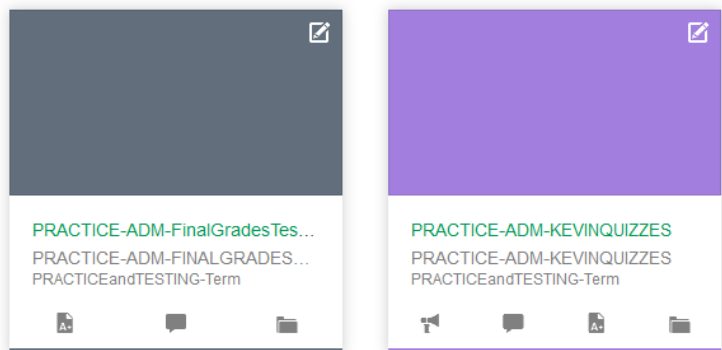 PRACTICE-ADM-FinalGradesTes...
PRACTICE-ADM-FINALGRADES...
PRACTICEandTESTING-Term
A+
PRACTICE-ADM-KEVINQUIZZES
PRACTICE-ADM-KEVINQUIZZES
PRACTICEandTESTING-Term
A+